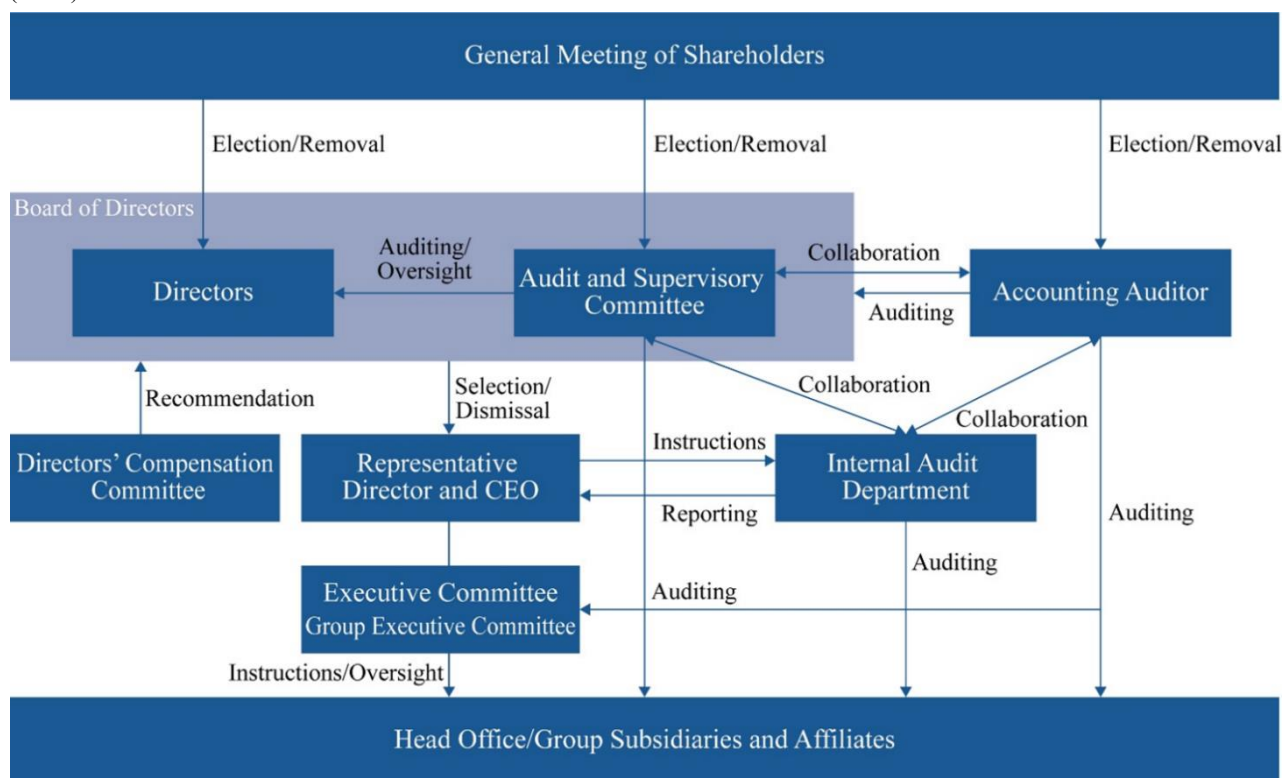 General Meeting of Shareholders
Election/Removal
Election/Removal
Election/Removal
Board of Directors
Directors
Auditing/
Oversight
Audit and Supervisory
Committee
Collaboration
Auditing
Accounting Auditor
Recommendation
Selection/
Dismissal
Collaboration
Collaboration
Directors' Compensation
Committee
Representative
Director and CEO
Instructions
Reporting
Internal Audit
Department
Auditing
Auditing
Executive Committee
Group Executive Committee
Auditing
Instructions/Oversight
Head Office/Group Subsidiaries and Affiliates